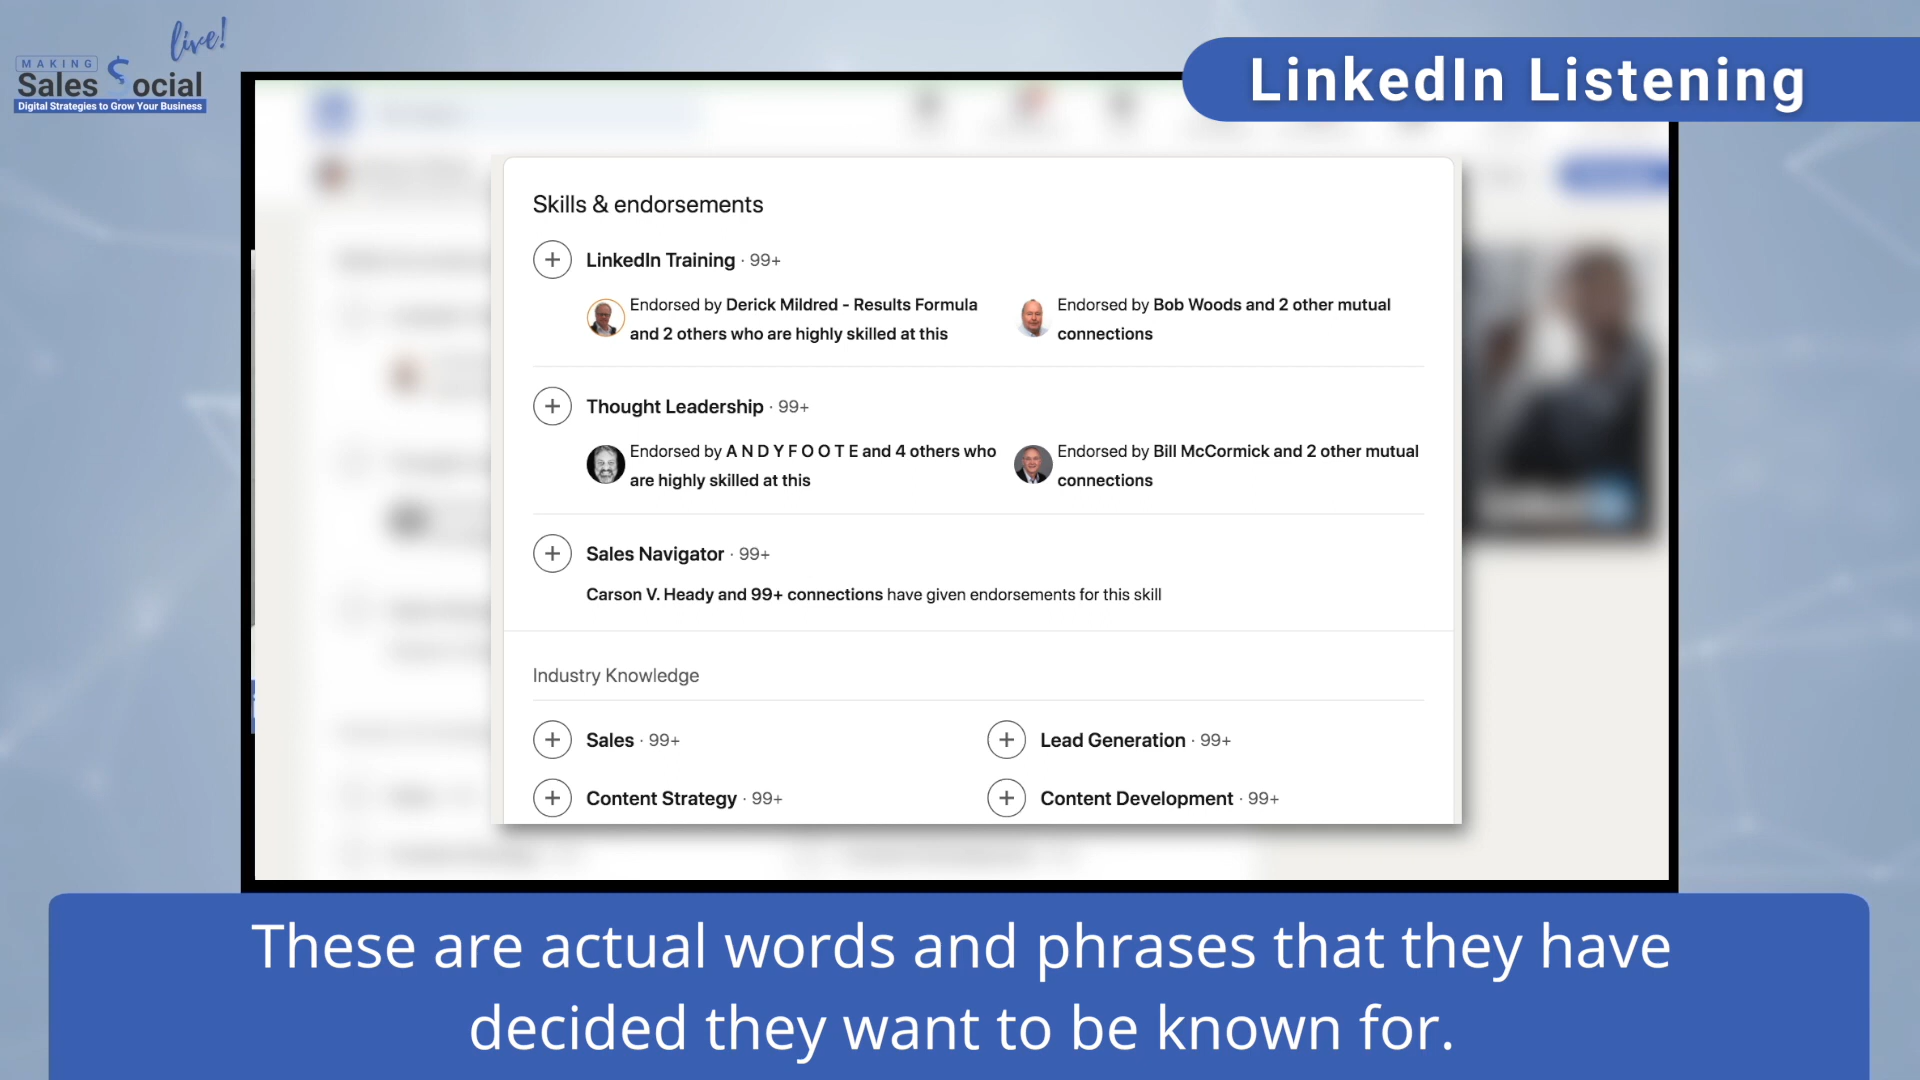 live!
MAKING
Sales Social
Digital Strategies to Grow Your Business
LinkedIn Listening
Skills & endorsements
LinkedIn Training · 99+
Endorsed by Derick Mildred - Results Formula
and 2 others who are highly skilled at this
Endorsed by Bob Woods and 2 other mutual
connections
Thought Leadership · 99+
Endorsed by A N D Y F O O T E and 4 others who
are highly skilled at this
Endorsed by Bill McCormick and 2 other mutual
connections
Sales Navigator · 99+
Carson V. Heady and 99+ connections have given endorsements for this skill
Industry Knowledge
Sales · 99+
Lead Generation · 99+
Content Strategy · 99+
Content Development · 99+
These are actual words and phrases that they have
decided they want to be known for.